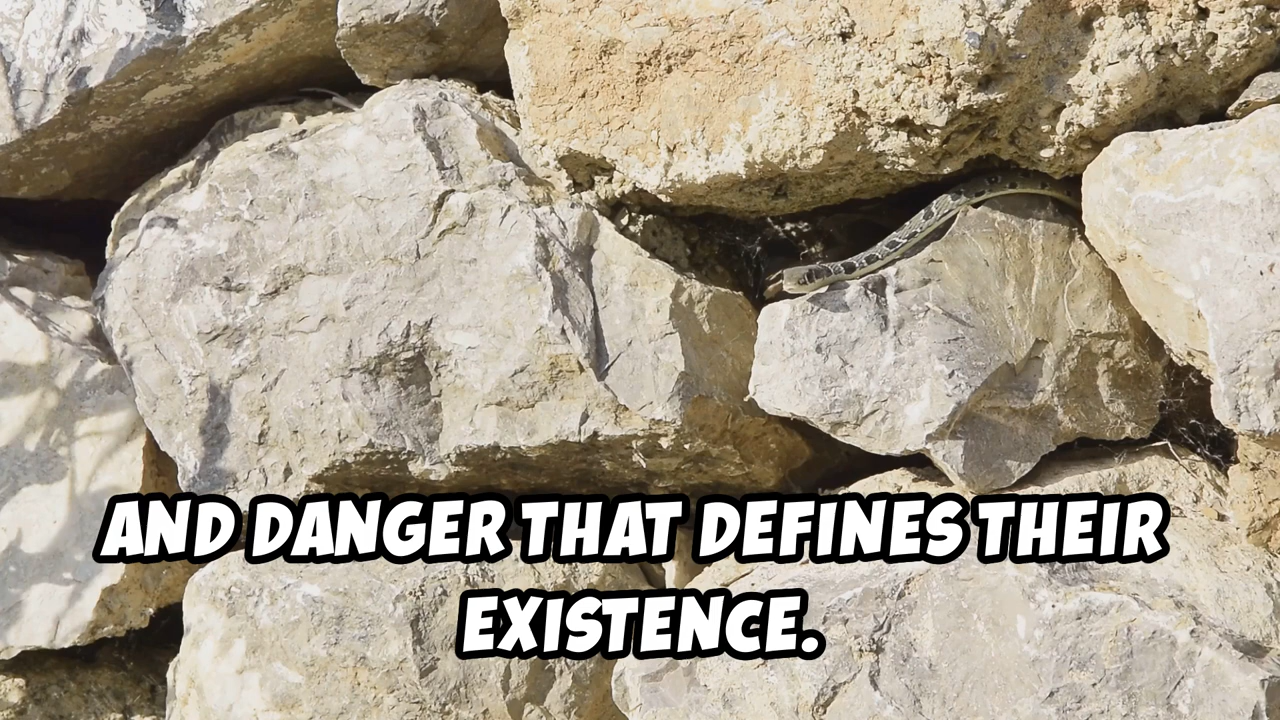 AND DANGER THAT DEFINES THEIR
EXISTENCE.